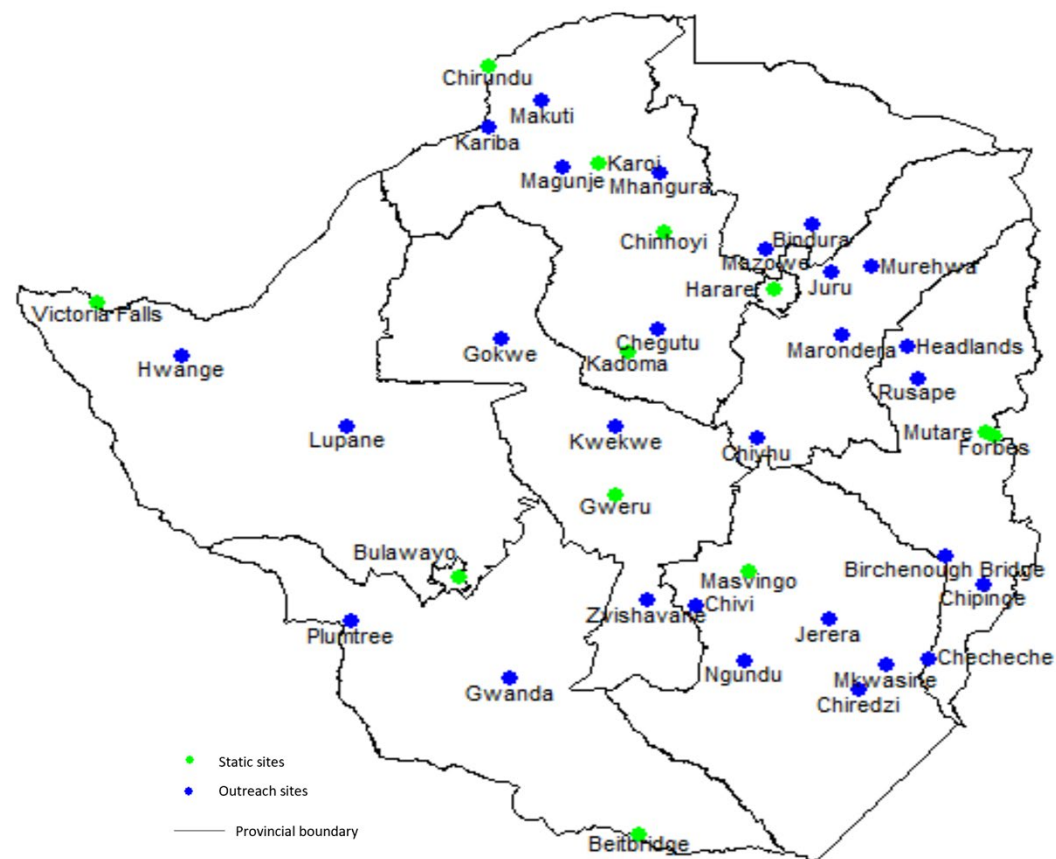 Chirundu
Makuti
Kariba
Karoi
Magunje
Mhangura
Chinhoyi
Bindura
Mazowe
Murehwa
Juru
Harare
Victoria Falls
Hwange
Gokwe
Chegutu
Kadoma
Marondera
Headlands
Rusape
Lupane
Kwekwe
Chivhu
Mutare
Forbes
Gweru
Bulawayo
Masvingo
Birchenough Bridge
Chipinge
Zvishavane
Chivi
Plumtree
Jerera
Ngundu
Checheche
Mkwasine
Gwanda
Chiredzi
Static sites
Outreach sites
Provincial boundary
Beitbridge